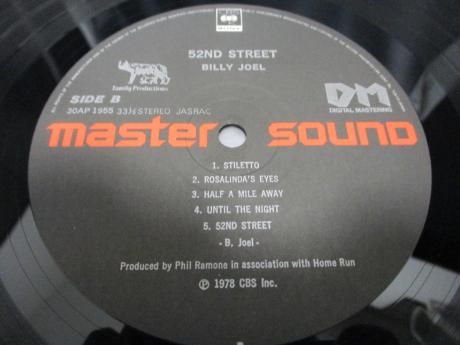 52ND STREET
BILLY JOEL
Family Productions
DM
DIGITAL MASTERING
SIDE B
30AP 1955 33⅓ STEREO JASRAC
master sound
1. STILETTO
2. ROSALINDA'S EYES
3. HALF A MILE AWAY
4. UNTIL THE NIGHT
5. 52ND STREET
- B. Joel -
Produced by Phil Ramone in association with Home Run
Ⓟ 1978 CBS Inc.